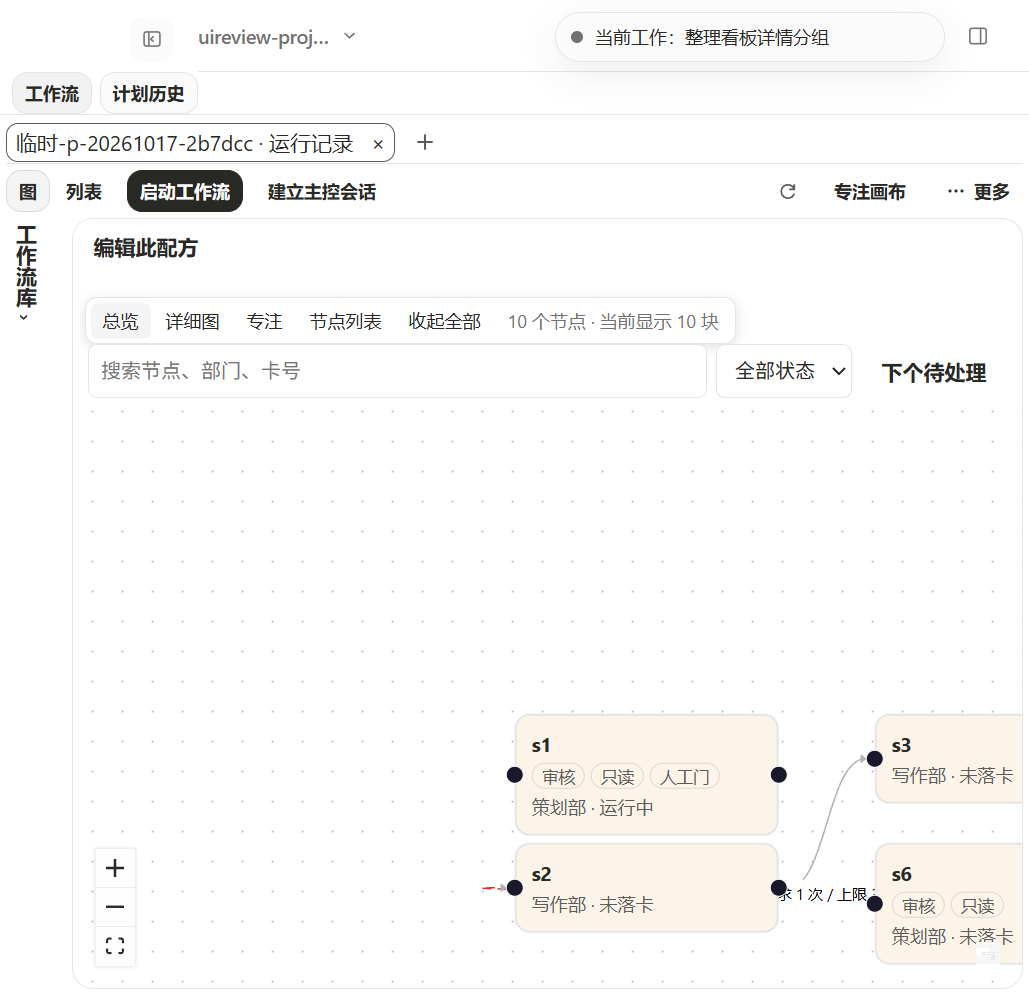 uireview-proj...
当前工作：整理看板详情分组
工作流
计划历史
临时-p-20261017-2b7dcc · 运行记录 ×
图
列表
启动工作流
建立主控会话
专注画布
··· 更多
工作流库
编辑此配方
总览
详细图
专注
节点列表
收起全部
10 个节点 · 当前显示 10 块
搜索节点、部门、卡号
全部状态
下个待处理
s1
审核
只读
人工门
策划部 · 运行中
s3
写作部 · 未落卡
s2
写作部 · 未落卡
1 次 / 上限
s6
审核
只读
策划部 · 未落卡